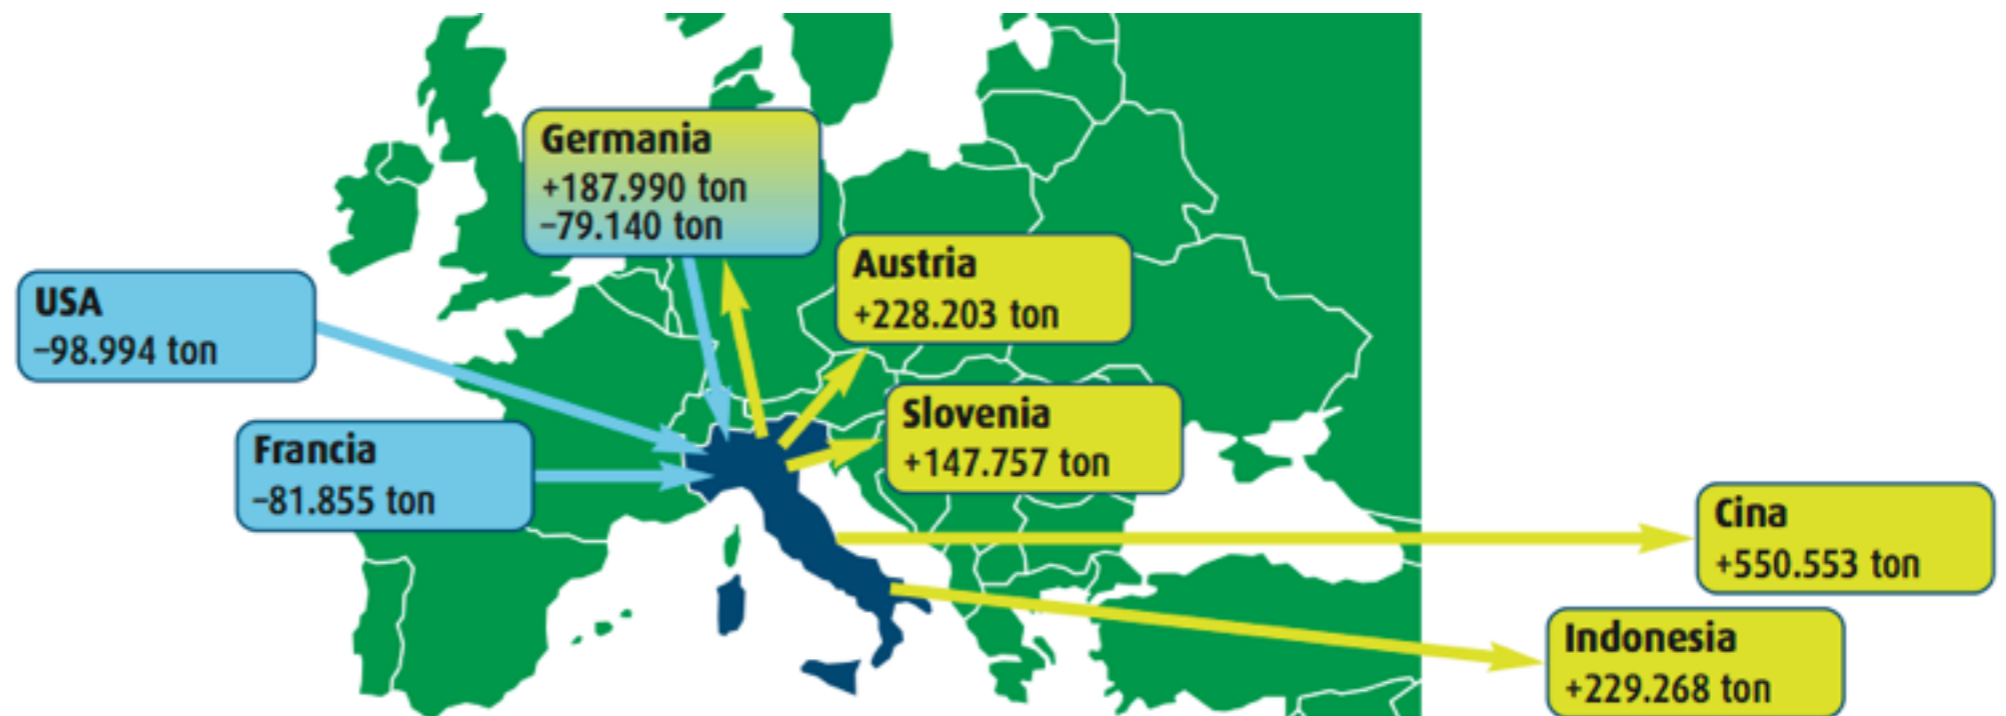 Germania
+187.990 ton
–79.140 ton
Austria
+228.203 ton
USA
–98.994 ton
Slovenia
+147.757 ton
Francia
–81.855 ton
Cina
+550.553 ton
Indonesia
+229.268 ton